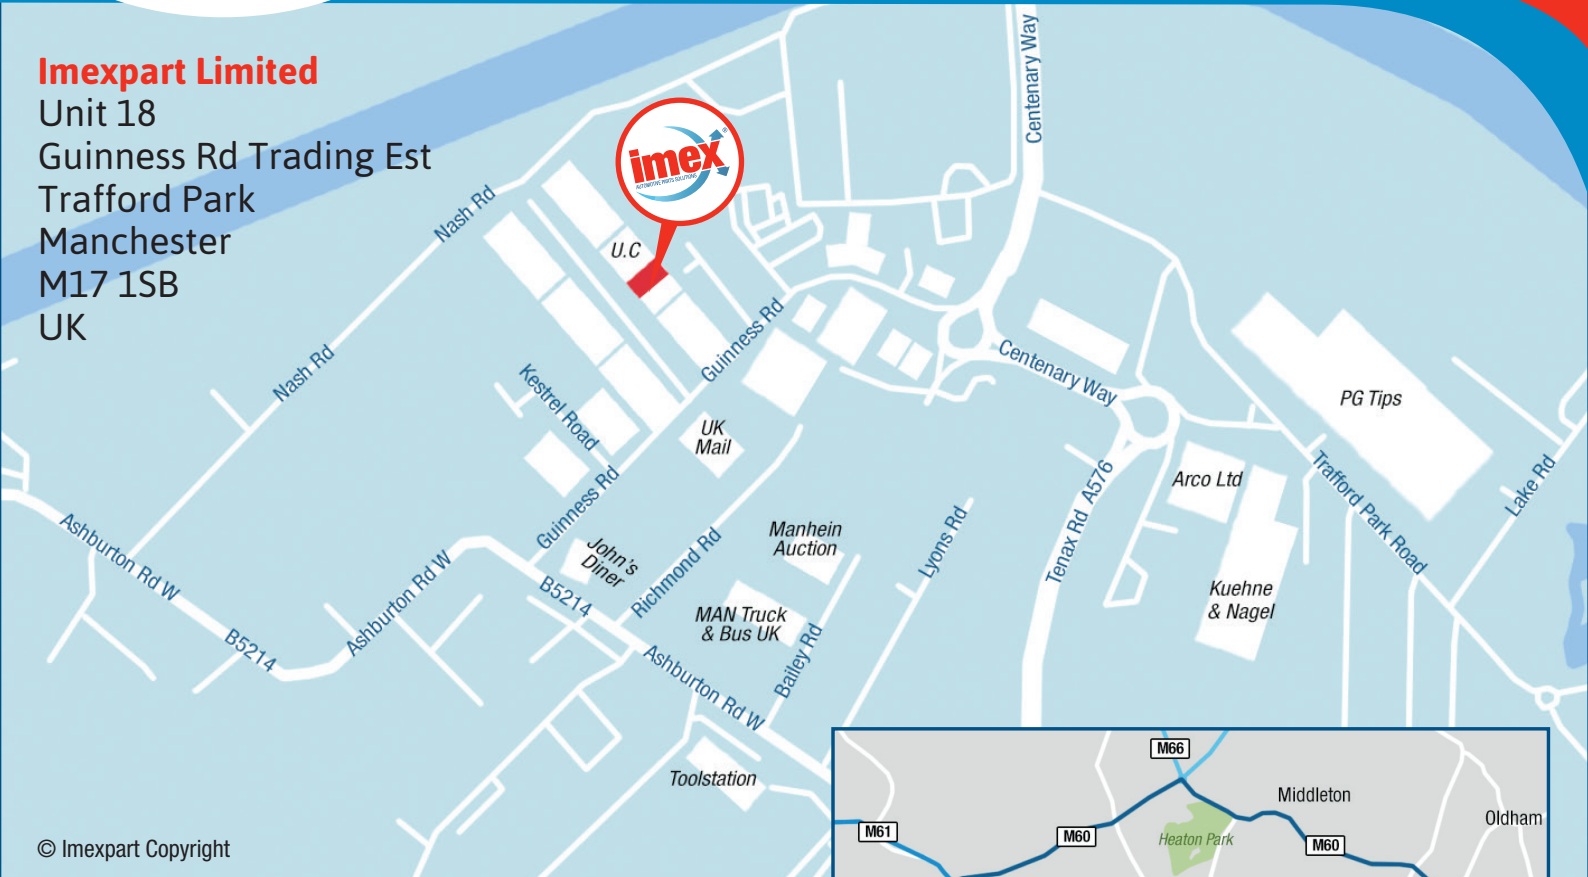 Imexpart Limited
Unit 18
Guinness Rd Trading Est
Trafford Park
Manchester
M17 1SB
UK
imex®
AUTOMOTIVE PARTS SOLUTIONS
Centenary Way
Nash Rd
U.C
Nash Rd
Guinness Rd
Kestrel Road
Centenary Way
PG Tips
UK
Mail
Guinness Rd
Arco Ltd
Trafford Park Road
Lake Rd
Tenax Rd A576
Ashburton Rd W
Ashburton Rd W
John's
Diner
Richmond Rd
Manhein
Auction
Lyons Rd
B5214
Kuehne
& Nagel
MAN Truck
& Bus UK
B5214
Bailey Rd
Ashburton Rd W
Toolstation
M66
Middleton
Oldham
M61
M60
Heaton Park
M60
© Imexpart Copyright